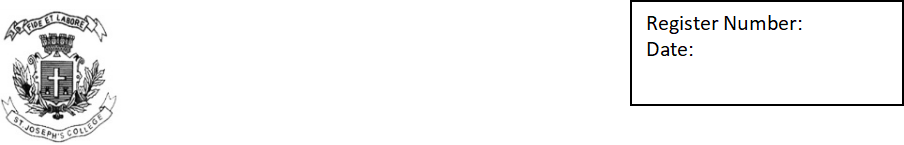 FIDE ET LABORE
ST JOSEPH'S COLLEGE
Register Number:
Date: